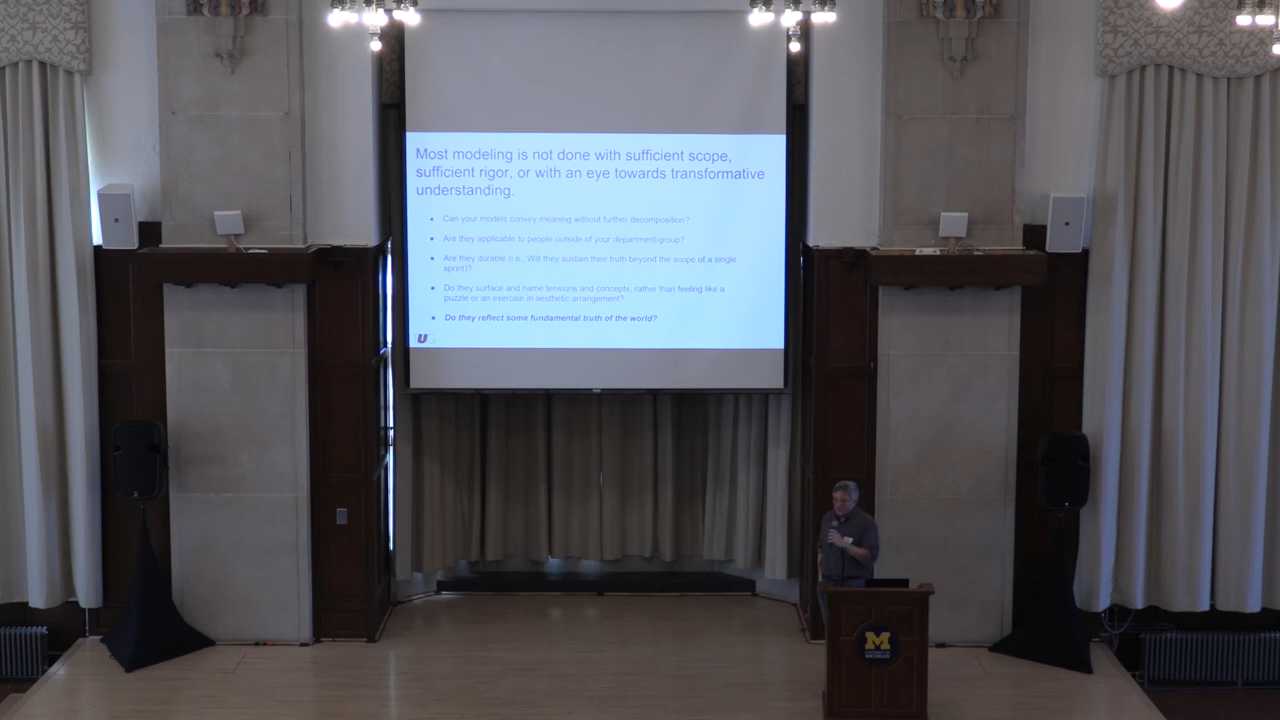 Most modeling is not done with sufficient scope,
sufficient rigor, or with an eye towards transformative
understanding.
Can your models convey meaning without further decomposition?
Are they applicable to people outside of your department/group?
Are they durable (i.e., Will they sustain their truth beyond the scope of a single
sprint)?
Do they surface and name tensions and concepts, rather than feeling like a
puzzle or an exercise in aesthetic arrangement?
Do they reflect some fundamental truth of the world?
U
M
UNIVERSITY OF
MICHIGAN